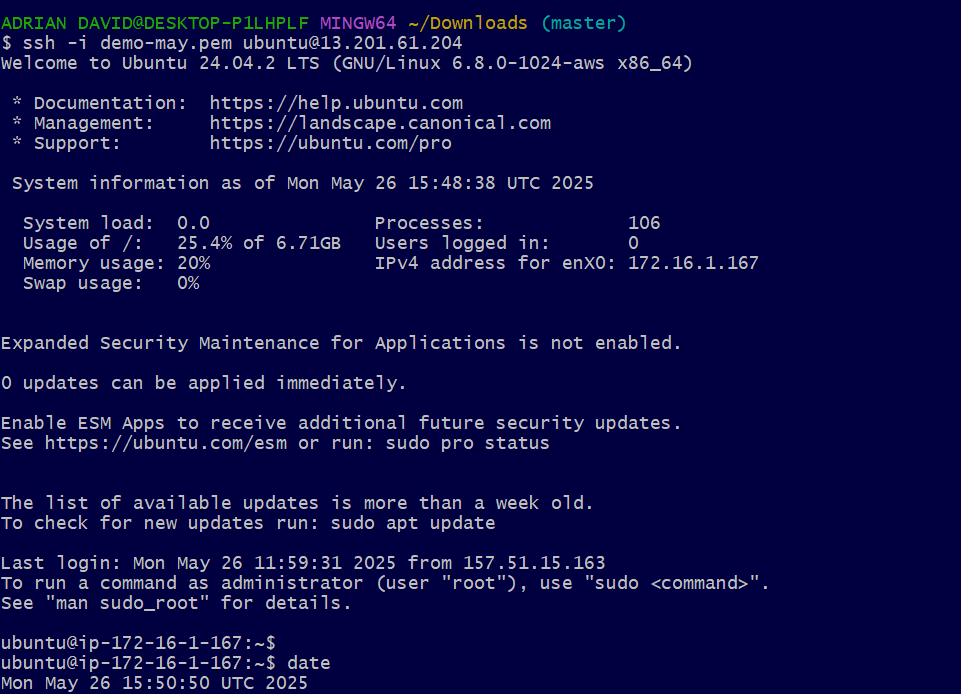 ADRIAN DAVID@DESKTOP-P1LHPLF MINGW64 ~/Downloads (master)
$ ssh -i demo-may.pem ubuntu@13.201.61.204
Welcome to Ubuntu 24.04.2 LTS (GNU/Linux 6.8.0-1024-aws x86_64)
* Documentation: https://help.ubuntu.com
* Management: https://landscape.canonical.com
* Support: https://ubuntu.com/pro
System information as of Mon May 26 15:48:38 UTC 2025
System load: 0.0 Processes: 106
Usage of /: 25.4% of 6.71GB Users logged in: 0
Memory usage: 20% IPv4 address for enX0: 172.16.1.167
Swap usage: 0%
Expanded Security Maintenance for Applications is not enabled.
0 updates can be applied immediately.
Enable ESM Apps to receive additional future security updates.
See https://ubuntu.com/esm or run: sudo pro status
The list of available updates is more than a week old.
To check for new updates run: sudo apt update
Last login: Mon May 26 11:59:31 2025 from 157.51.15.163
To run a command as administrator (user "root"), use "sudo <command>".
See "man sudo_root" for details.
ubuntu@ip-172-16-1-167:~$
ubuntu@ip-172-16-1-167:~$ date
Mon May 26 15:50:50 UTC 2025